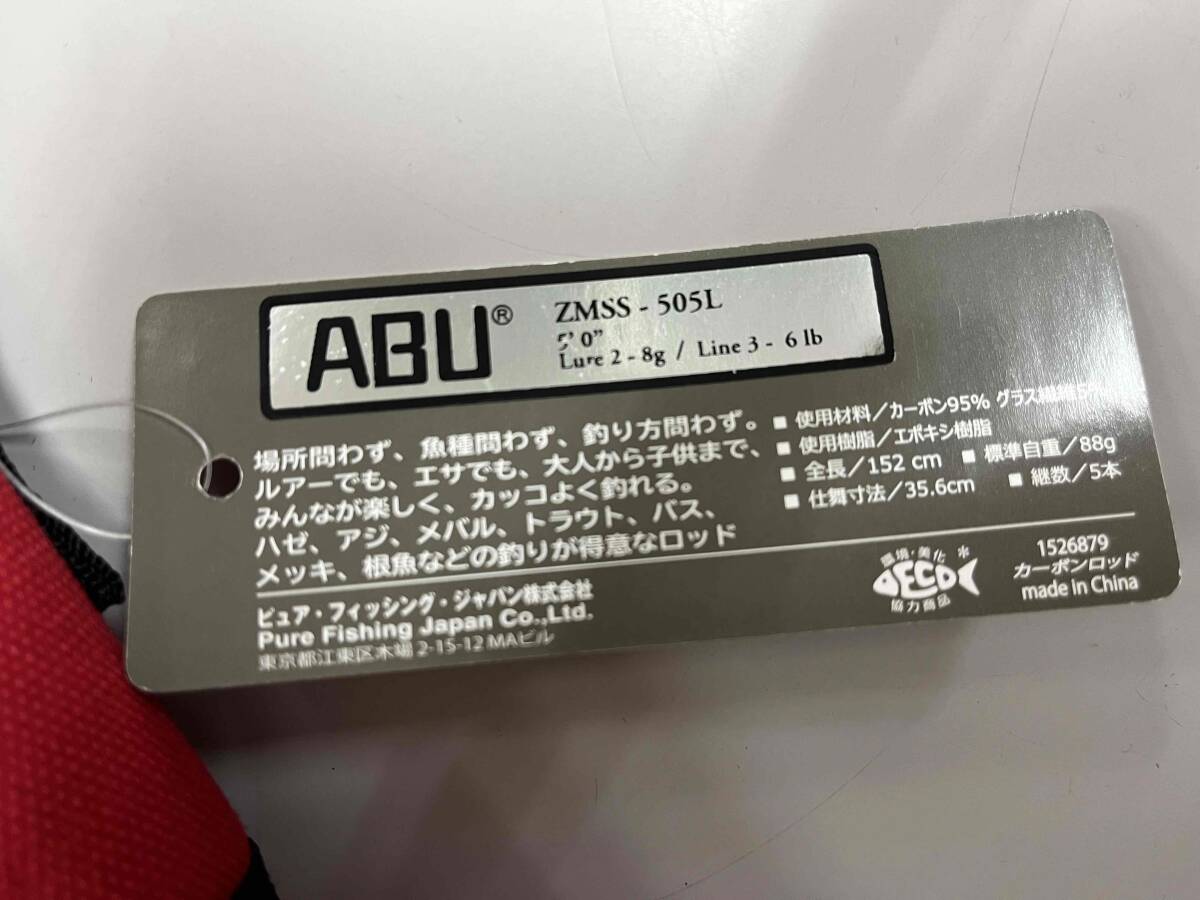 ABU®
ZMSS - 505L
5' 0"
Lure 2 - 8g / Line 3 - 6 lb
場所問わず、魚種問わず、釣り方問わず。
ルアーでも、エサでも、大人から子供まで、
みんなが楽しく、カッコよく釣れる。
ハゼ、アジ、メバル、トラウト、バス、
メッキ、根魚などの釣りが得意なロッド
■ 使用材料/カーボン95% グラス繊維5%
■ 使用樹脂/エポキシ樹脂
■ 全長/152 cm ■ 標準自重/88g
■ 仕舞寸法/35.6cm ■ 継数/5本
ピュア・フィッシング・ジャパン株式会社
Pure Fishing Japan Co.,Ltd.
東京都江東区木場2-15-12 MAビル
環境・美化
ECO
協力商品
1526879
カーボンロッド
made in China